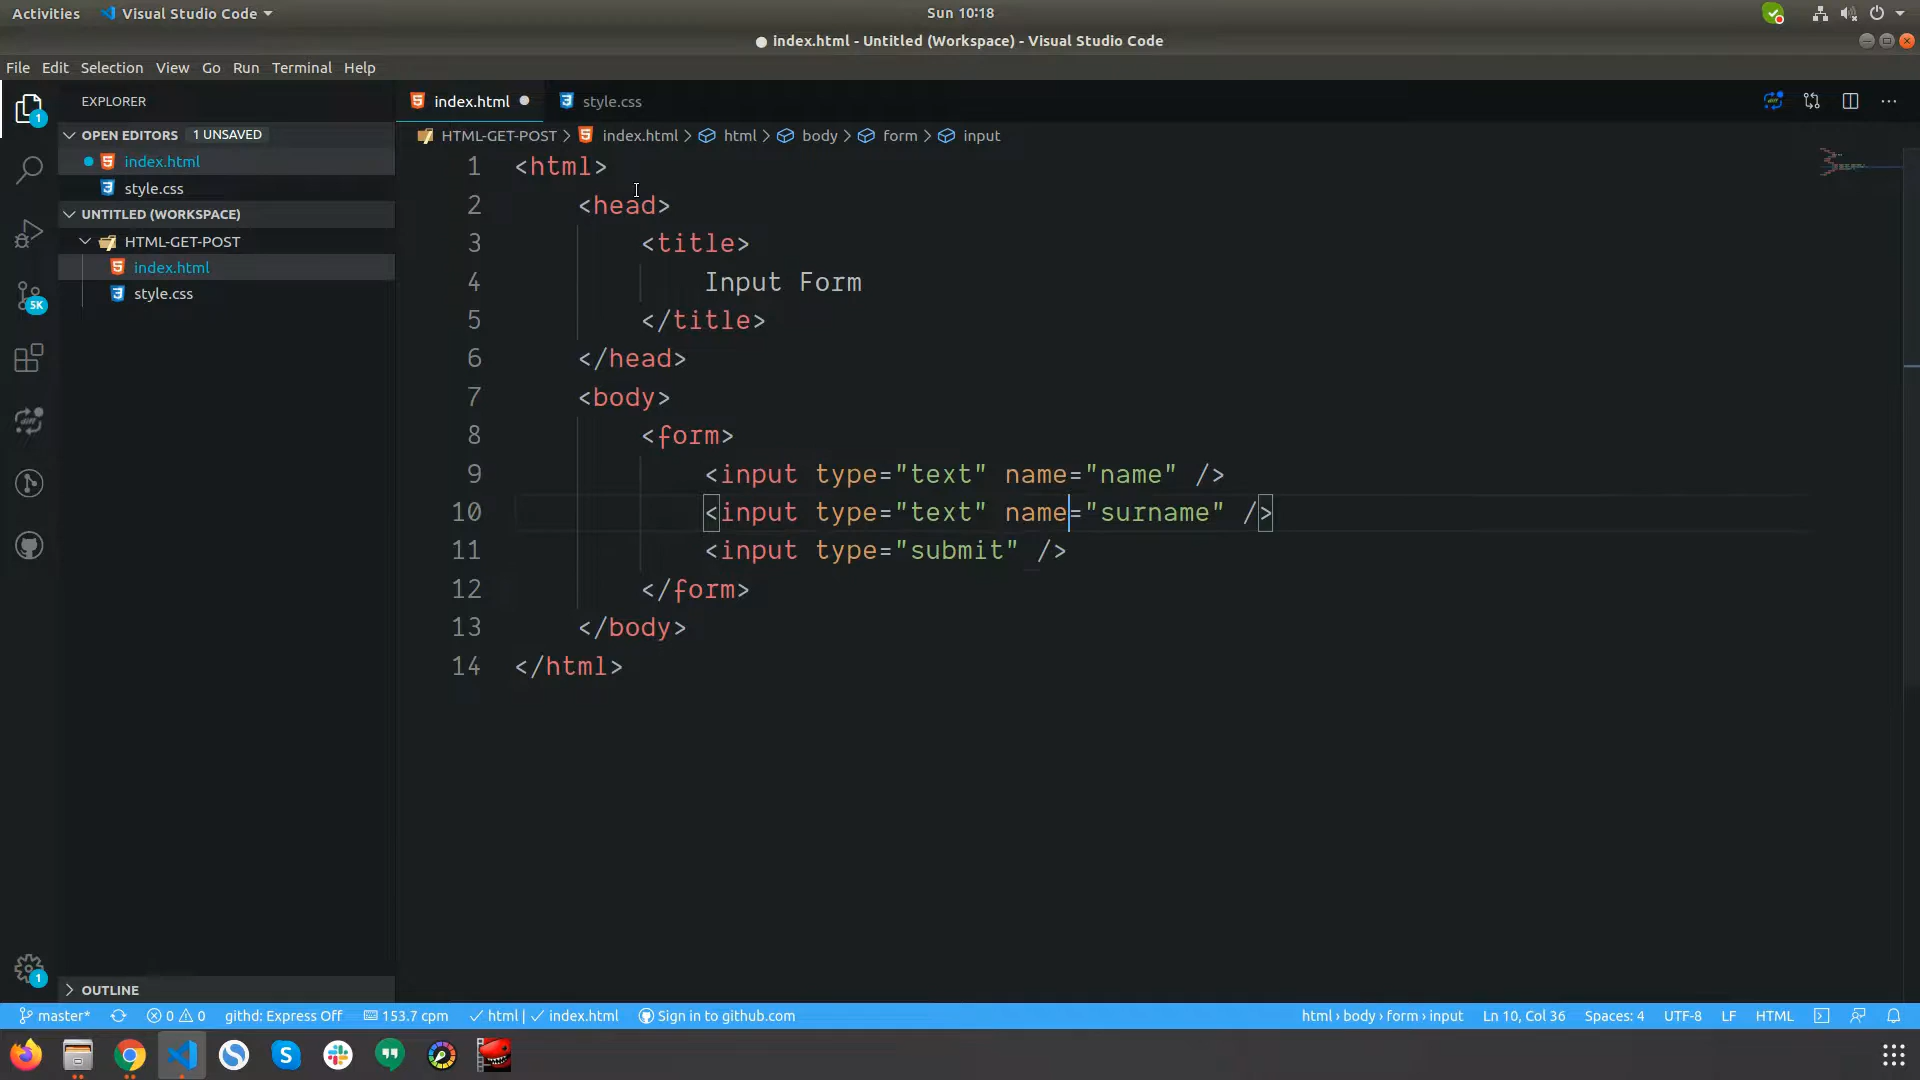 Activities Visual Studio Code Sun 10:18
index.html - Untitled (Workspace) - Visual Studio Code
File Edit Selection View Go Run Terminal Help
EXPLORER
OPEN EDITORS 1 UNSAVED
index.html
style.css
UNTITLED (WORKSPACE)
HTML-GET-POST
index.html
style.css
OUTLINE
1
5K
1
index.html style.css
HTML-GET-POST > index.html > html > body > form > input
1 <html>
2 <head>
3 <title>
4 Input Form
5 </title>
6 </head>
7 <body>
8 <form>
9 <input type="text" name="name" />
10 <input type="text" name="surname" />
11 <input type="submit" />
12 </form>
13 </body>
14 </html>
master* 0 0 githd: Express Off 153.7 cpm html | index.html Sign in to github.com html › body › form › input Ln 10, Col 36 Spaces: 4 UTF-8 LF HTML